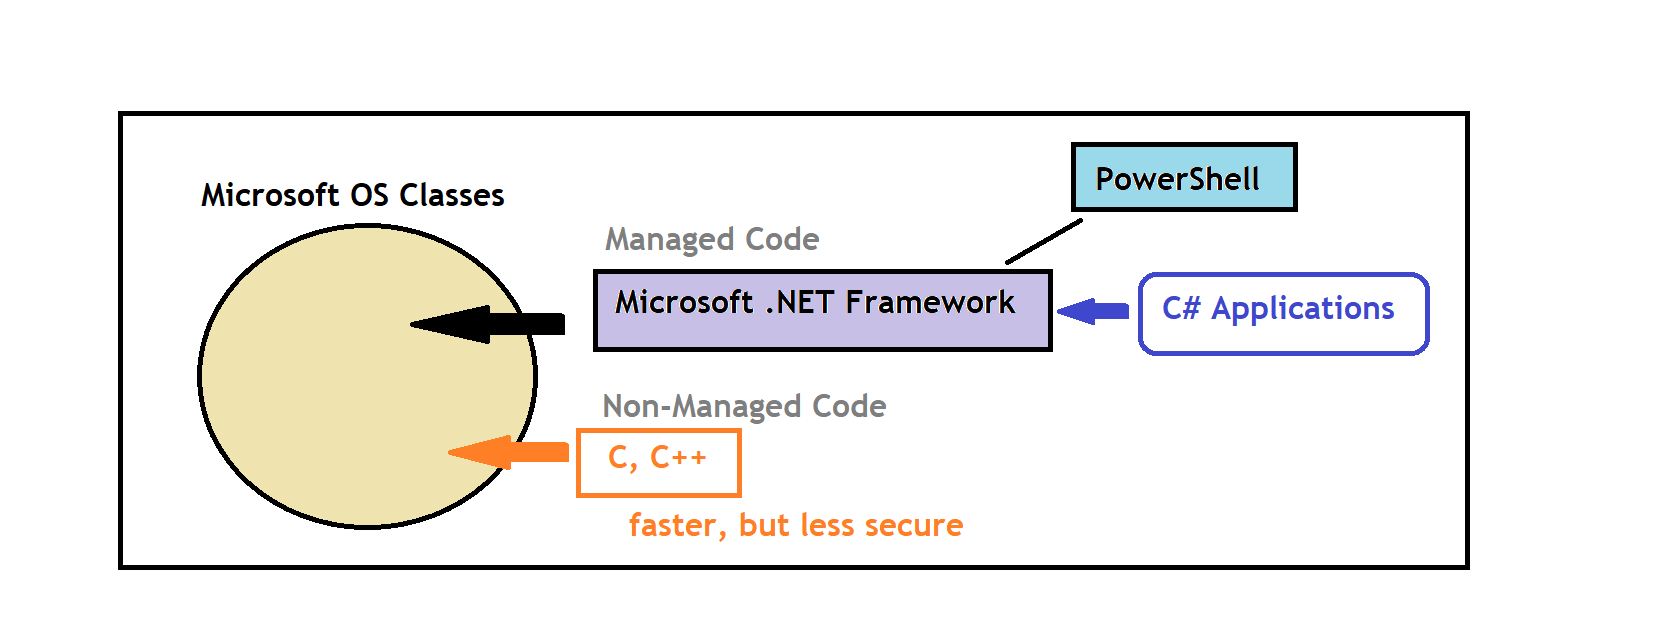 PowerShell
Microsoft OS Classes
Managed Code
Microsoft .NET Framework
C# Applications
Non-Managed Code
C, C++
faster, but less secure